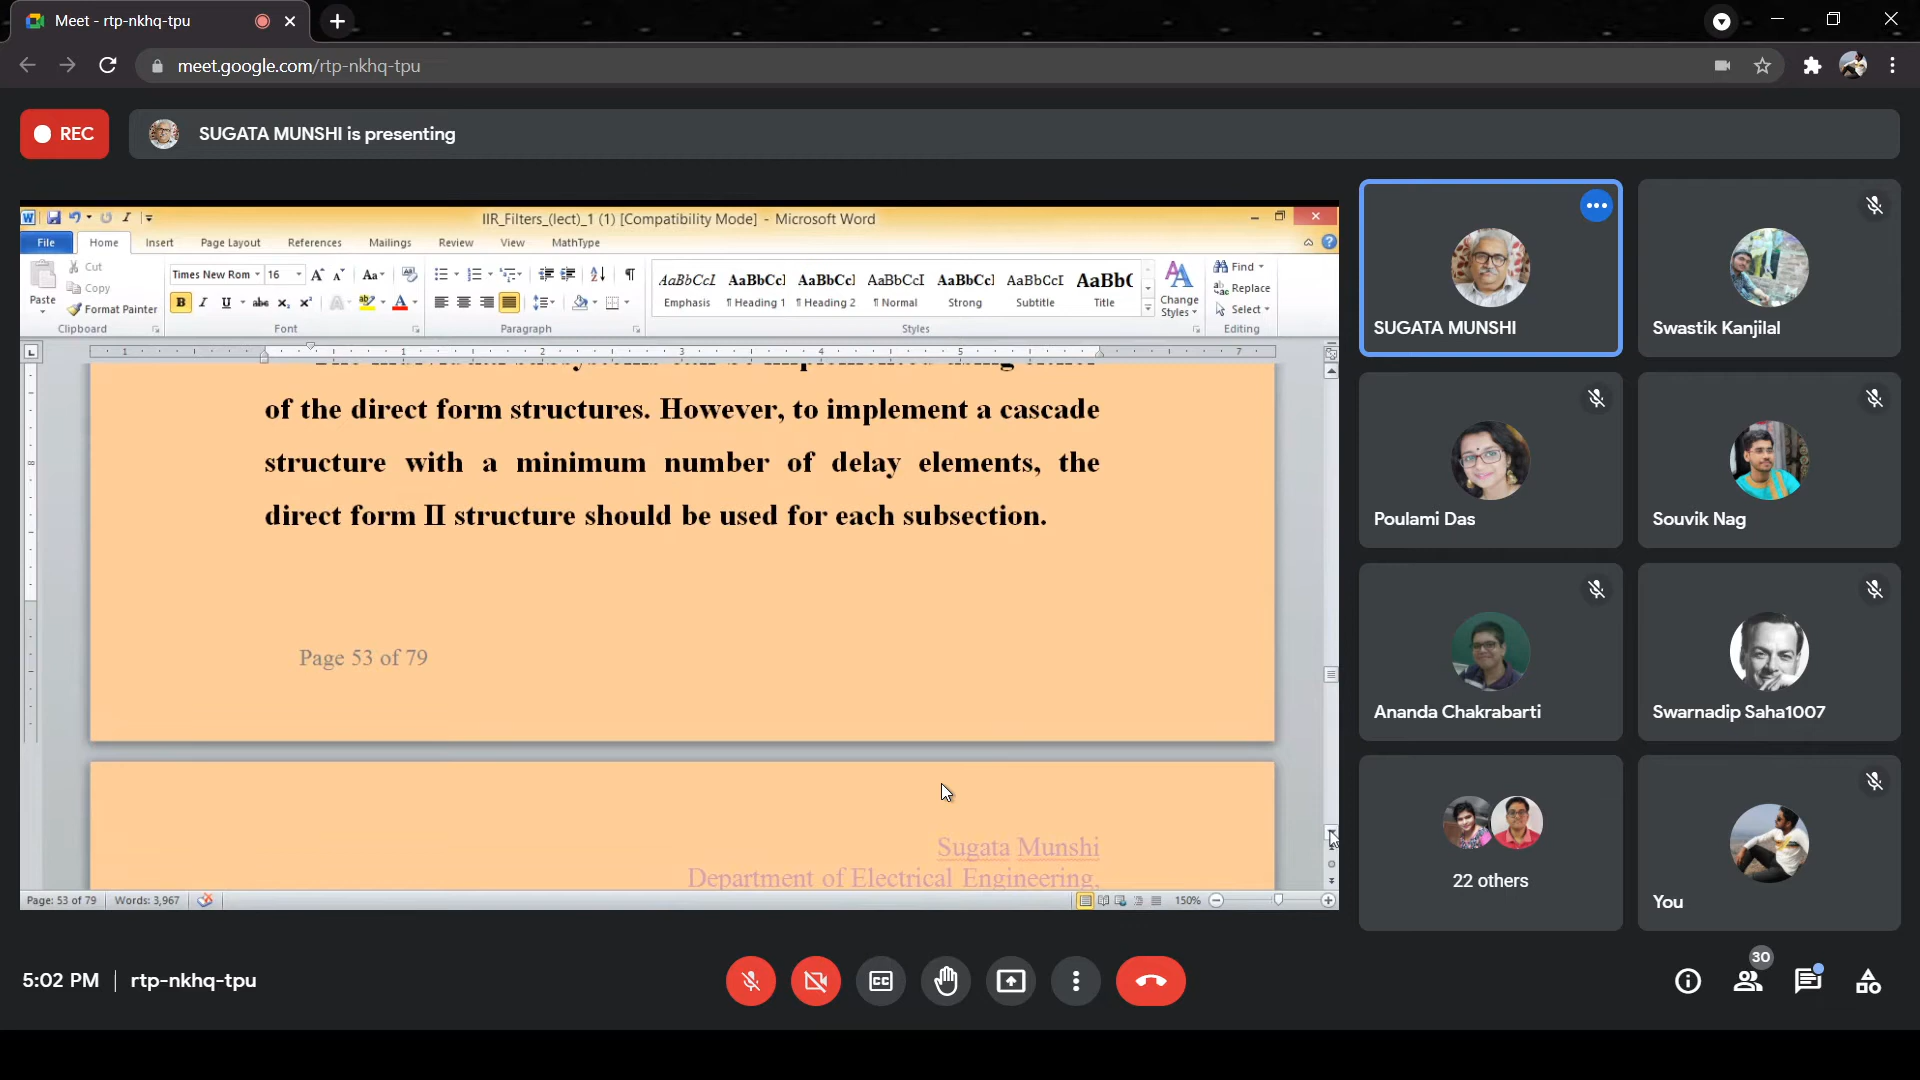 Meet - rtp-nkhq-tpu
meet.google.com/rtp-nkhq-tpu
REC
SUGATA MUNSHI is presenting
IIR_Filters_(lect)_1 (1) [Compatibility Mode] - Microsoft Word
File Home Insert Page Layout References Mailings Review View MathType
Paste
Cut
Copy
Format Painter
Clipboard
Times New Rom 16
Font
Paragraph
AaBbCcI AaBbCcI AaBbCcI AaBbCcI AaBbCcI AaBbCcI AaBb(
Emphasis ¶ Heading 1 ¶ Heading 2 ¶ Normal Strong Subtitle Title
Change
Styles
Styles
Find
Replace
Select
Editing
of the direct form structures. However, to implement a cascade
structure with a minimum number of delay elements, the
direct form II structure should be used for each subsection.
Page 53 of 79
Sugata Munshi
Department of Electrical Engineering,
Page: 53 of 79 Words: 3,967
150%
SUGATA MUNSHI
Swastik Kanjilal
Poulami Das
Souvik Nag
Ananda Chakrabarti
Swarnadip Saha1007
22 others
You
5:02 PM rtp-nkhq-tpu
CC
30